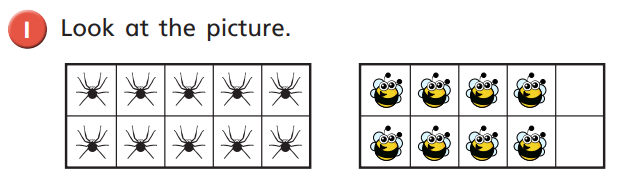 1 Look at the picture.